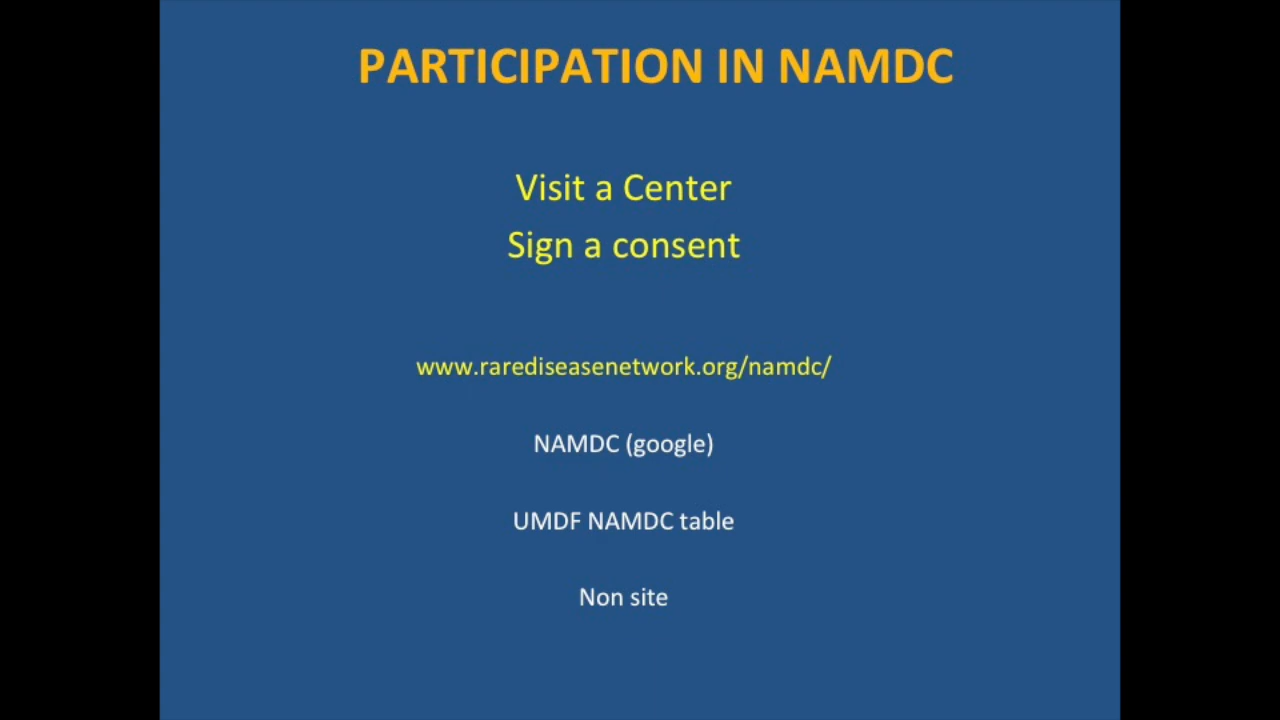 PARTICIPATION IN NAMDC
Visit a Center
Sign a consent
www.rarediseasenetwork.org/namdc/
NAMDC (google)
UMDF NAMDC table
Non site